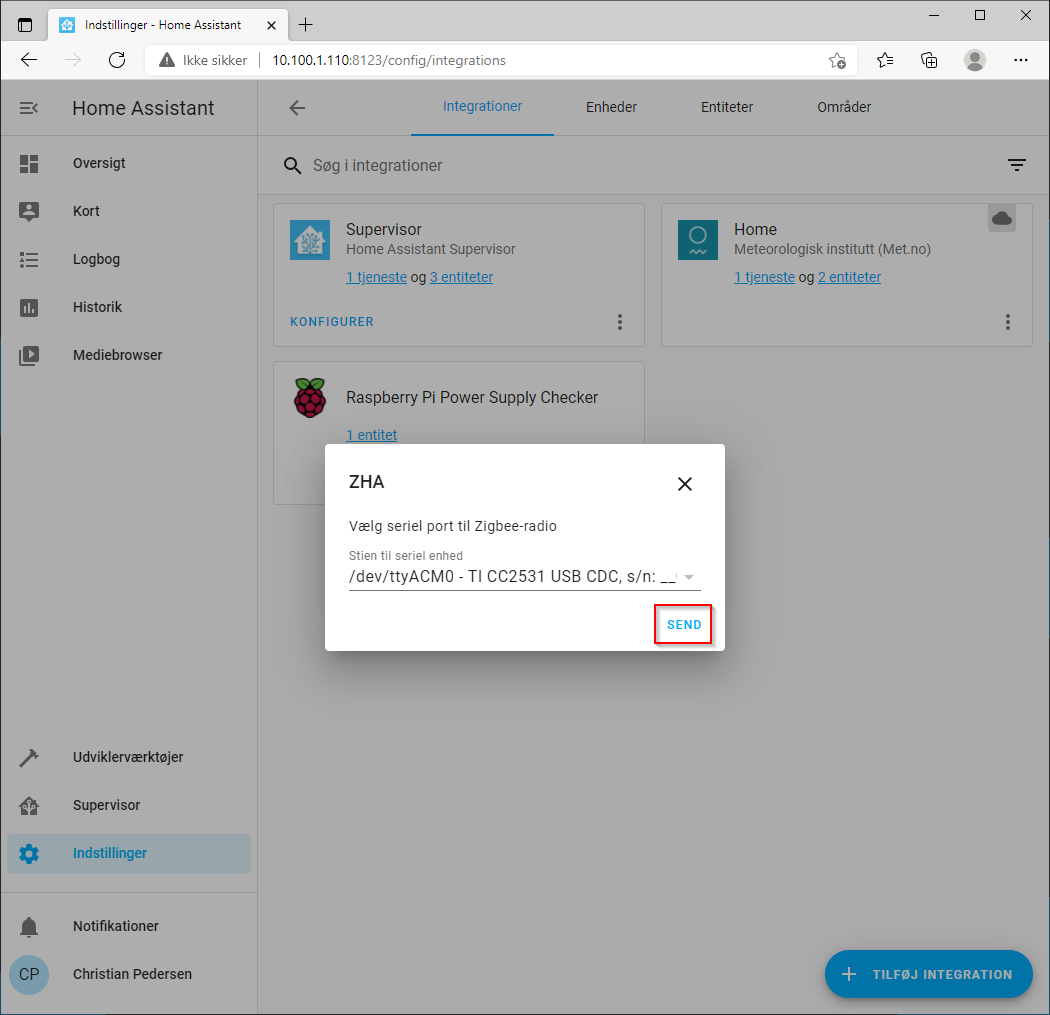 Indstillinger - Home Assistant
Ikke sikker
10.100.1.110:8123/config/integrations
Home Assistant
Integrationer
Enheder
Entiteter
Områder
Oversigt
Kort
Logbog
Historik
Mediebrowser
Søg i integrationer
Supervisor
Home Assistant Supervisor
1 tjeneste og 3 entiteter
KONFIGURER
Home
Meteorologisk institutt (Met.no)
1 tjeneste og 2 entiteter
Raspberry Pi Power Supply Checker
1 entitet
ZHA
Vælg seriel port til Zigbee-radio
Stien til seriel enhed
/dev/ttyACM0 - TI CC2531 USB CDC, s/n: __
SEND
Udviklerværktøjer
Supervisor
Indstillinger
Notifikationer
CP
Christian Pedersen
TILFØJ INTEGRATION